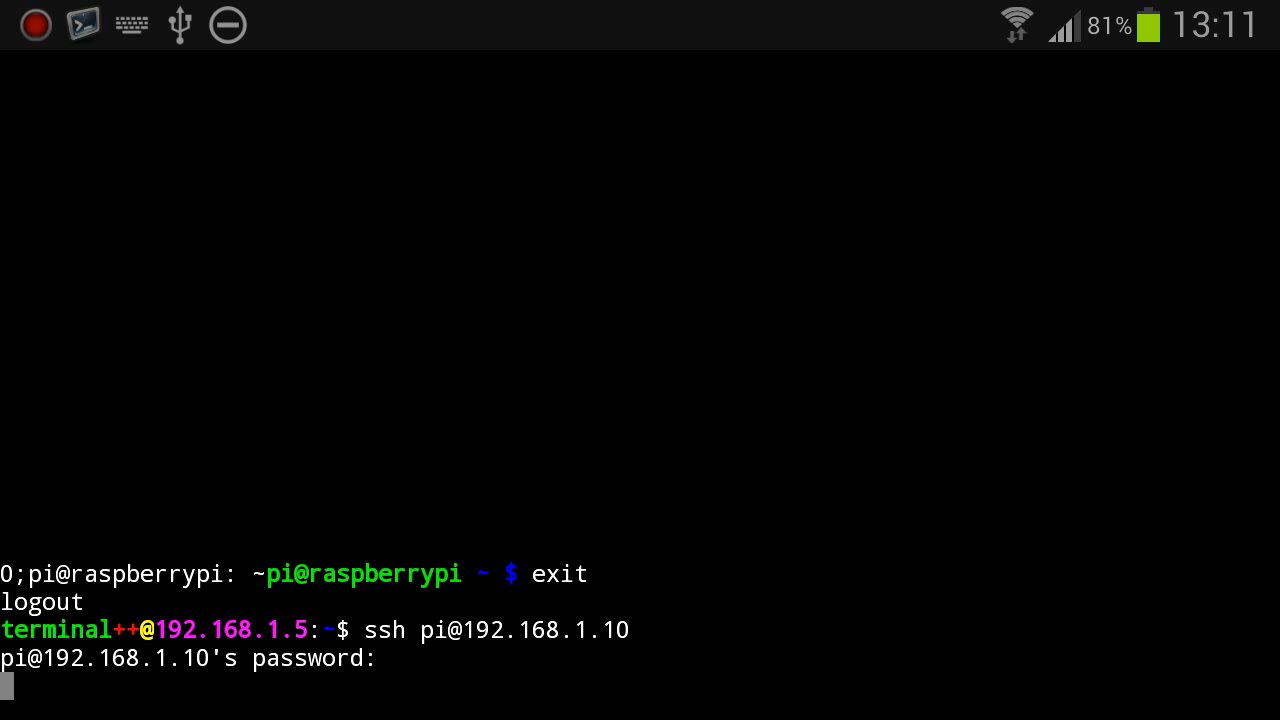 81% 13:11
0;pi@raspberrypi: ~pi@raspberrypi ~ $ exit
logout
terminal++@192.168.1.5:~$ ssh pi@192.168.1.10
pi@192.168.1.10's password: